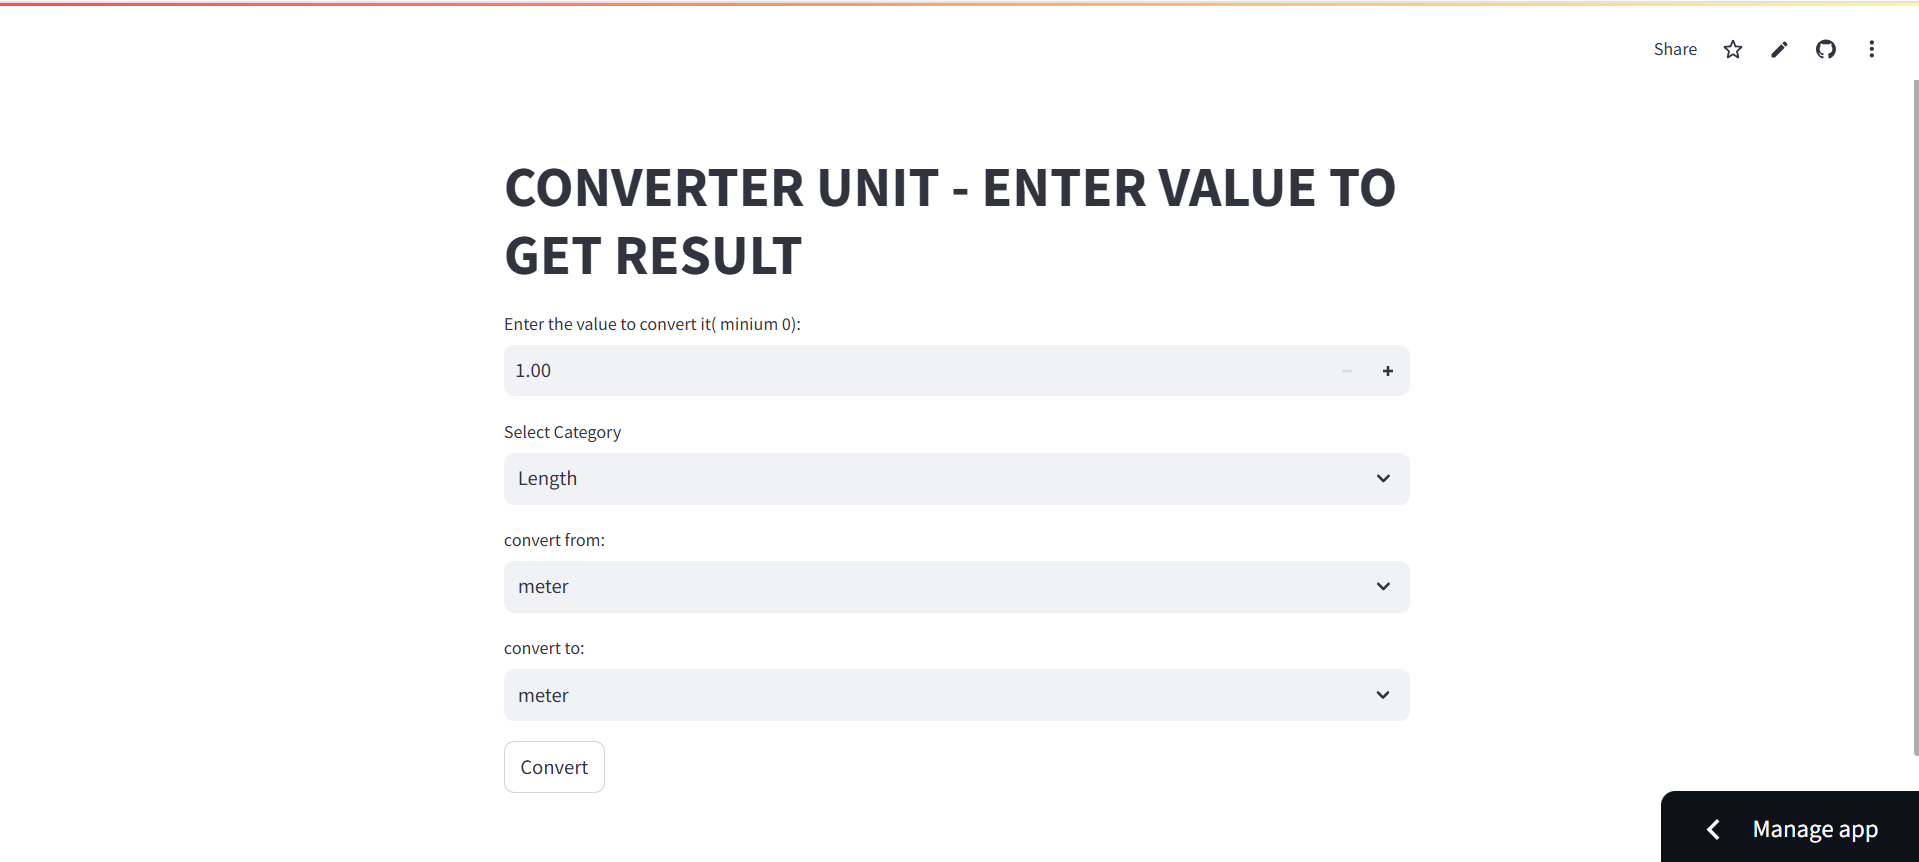 Share
CONVERTER UNIT - ENTER VALUE TO
GET RESULT
Enter the value to convert it( minium 0):
1.00
Select Category
Length
convert from:
meter
convert to:
meter
Convert
Manage app